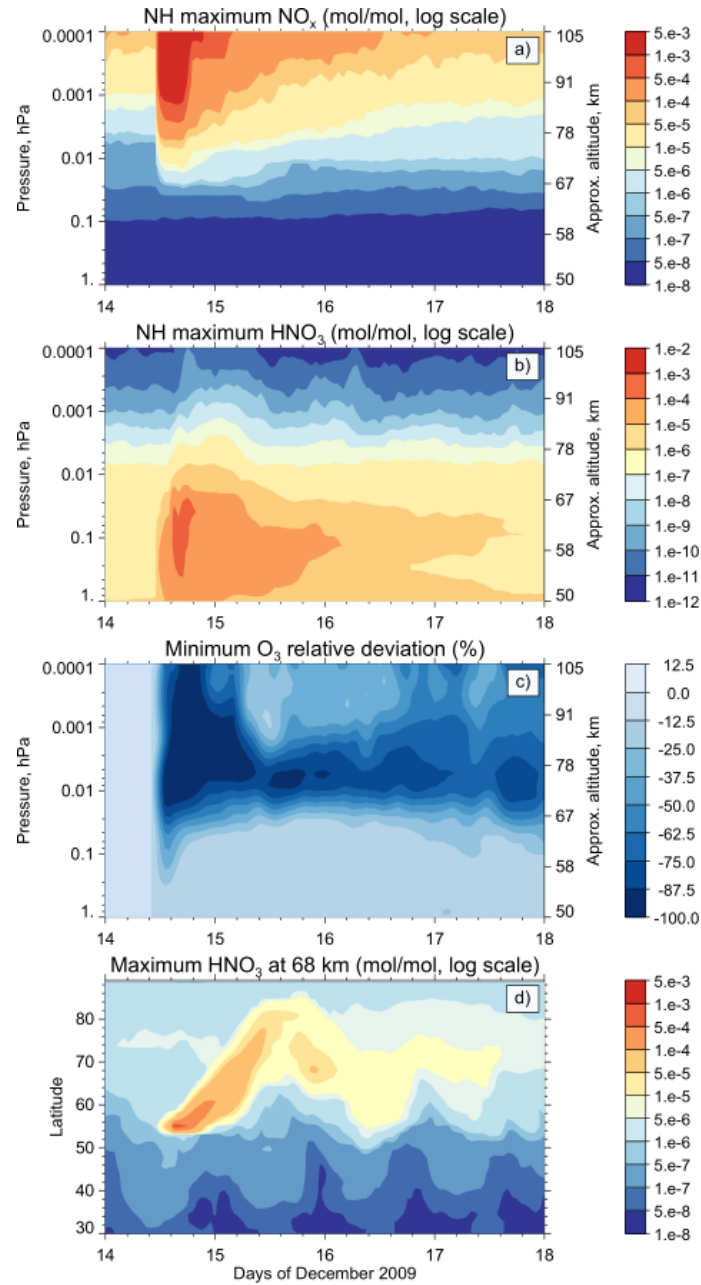 NH maximum NOx (mol/mol, log scale)
a)
0.0001
0.001
0.01
0.1
1.
Pressure, hPa
105
91
78
67
58
50
Approx. altitude, km
14 15 16 17 18
5.e-3
1.e-3
5.e-4
1.e-4
5.e-5
1.e-5
5.e-6
1.e-6
5.e-7
1.e-7
5.e-8
1.e-8
NH maximum HNO3 (mol/mol, log scale)
b)
0.0001
0.001
0.01
0.1
1.
Pressure, hPa
105
91
78
67
58
50
Approx. altitude, km
14 15 16 17 18
1.e-2
1.e-3
1.e-4
1.e-5
1.e-6
1.e-7
1.e-8
1.e-9
1.e-10
1.e-11
1.e-12
Minimum O3 relative deviation (%)
c)
0.0001
0.001
0.01
0.1
1.
Pressure, hPa
105
91
76
67
58
50
Approx. altitude, km
14 15 16 17 18
12.5
0.0
-12.5
-25.0
-37.5
-50.0
-62.5
-75.0
-87.5
-100.0
Maximum HNO3 at 68 km (mol/mol, log scale)
d)
80
70
60
50
40
30
Latitude
14 15 16 17 18
Days of December 2009
5.e-3
1.e-3
5.e-4
1.e-4
5.e-5
1.e-5
5.e-6
1.e-6
5.e-7
1.e-7
5.e-8
1.e-8